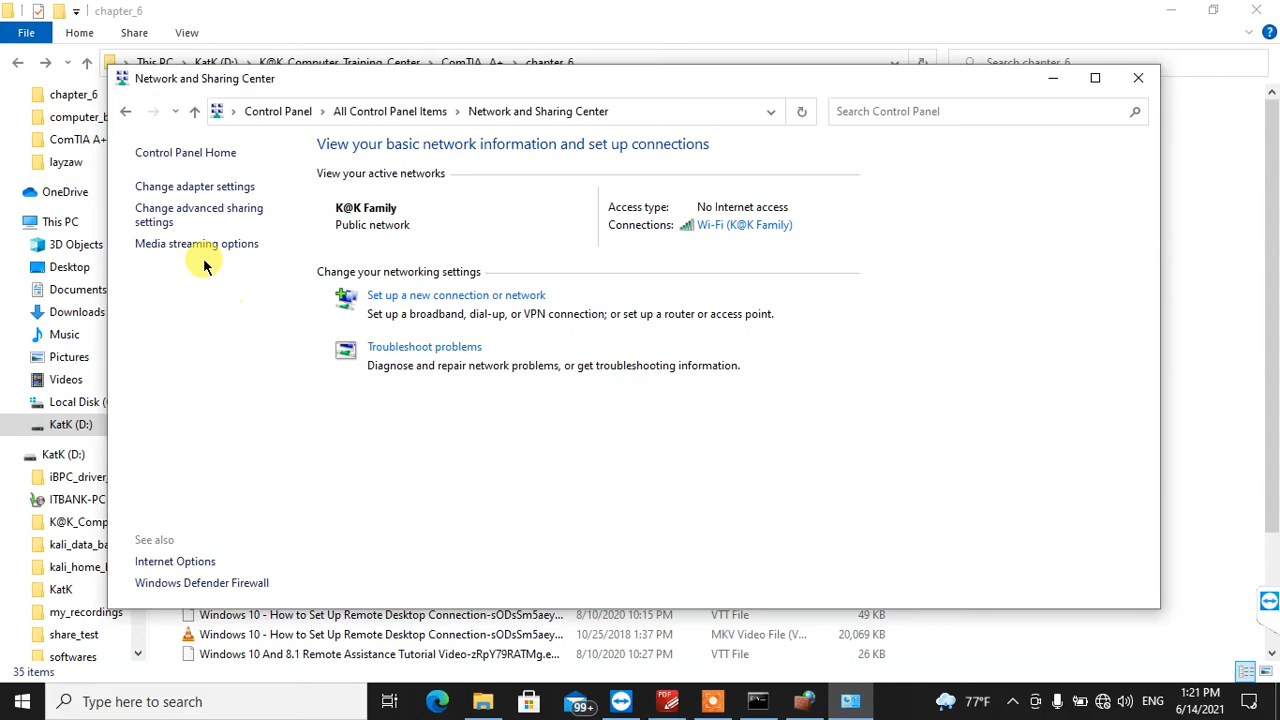 chapter_6
File
Home
Share
View
This PC
KatK (D:)
K@K_Computer_Training_Center
ComTIA_A+
chapter_6
Search chapter_6
Network and Sharing Center
Control Panel
All Control Panel Items
Network and Sharing Center
Search Control Panel
Control Panel Home
Change adapter settings
Change advanced sharing
settings
Media streaming options
View your basic network information and set up connections
View your active networks
K@K Family
Public network
Access type:
No Internet access
Connections:
Wi-Fi (K@K Family)
Change your networking settings
Set up a new connection or network
Set up a broadband, dial-up, or VPN connection; or set up a router or access point.
Troubleshoot problems
Diagnose and repair network problems, or get troubleshooting information.
See also
Internet Options
Windows Defender Firewall
chapter_6
computer_b
ComTIA A+
layzaw
OneDrive
This PC
3D Objects
Desktop
Documents
Downloads
Music
Pictures
Videos
Local Disk (
KatK (D:)
KatK (D:)
iBPC_driver
ITBANK-PC
K@K_Comp
kali_data_ba
kali_home_b
KatK
my_recordings
share_test
softwares
Windows 10 - How to Set Up Remote Desktop Connection-sODsSm5aey...
8/10/2020 10:15 PM
VTT File
49 KB
Windows 10 - How to Set Up Remote Desktop Connection-sODsSm5aey...
10/25/2018 1:37 PM
MKV Video File (V...
20,069 KB
Windows 10 And 8.1 Remote Assistance Tutorial Video-zRpY79RATMg.e...
8/10/2020 10:27 PM
VTT File
26 KB
35 items
Type here to search
99+
77°F
ENG
1:21 PM
6/14/2021